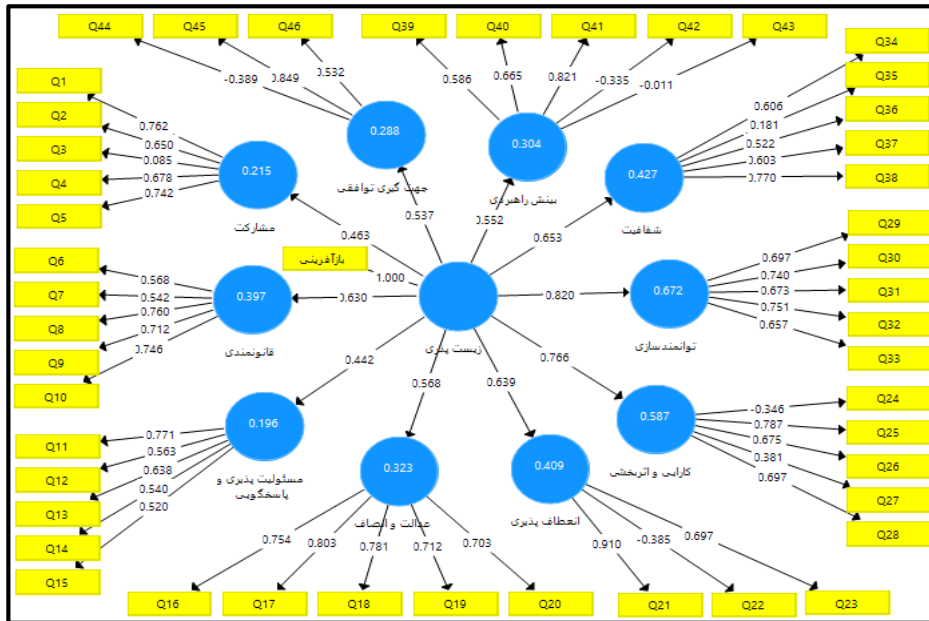 Q44
Q45
Q46
Q39
Q40
Q41
Q42
Q43
-0.389
0.849
0.532
0.586
0.665
0.821
-0.335
-0.011
Q1
Q2
Q3
Q4
Q5
0.762
0.650
0.085
0.678
0.742
0.215
مشارکت
0.288
جهت گیری توافقی
0.304
بینش راهبردی
0.427
شفافیت
0.606
0.181
0.522
0.603
0.770
Q34
Q35
Q36
Q37
Q38
0.463
0.537
0.552
0.653
بازآفرینی
1.000
زیست پذیری
Q6
Q7
Q8
Q9
Q10
0.568
0.542
0.760
0.712
0.746
0.397
قانونمندی
0.630
0.820
0.672
توانمندسازی
0.697
0.740
0.673
0.751
0.657
Q29
Q30
Q31
Q32
Q33
0.442
0.568
0.639
0.766
Q11
Q12
Q13
Q14
Q15
0.771
0.563
0.638
0.540
0.520
0.196
مسئولیت پذیری و
پاسخگویی
0.323
عدالت و انصاف
0.409
انعطاف پذیری
0.587
کارایی و اثربخشی
-0.346
0.787
0.675
0.381
0.697
Q24
Q25
Q26
Q27
Q28
0.754
0.803
0.781
0.712
0.703
0.910
-0.385
0.697
Q16
Q17
Q18
Q19
Q20
Q21
Q22
Q23